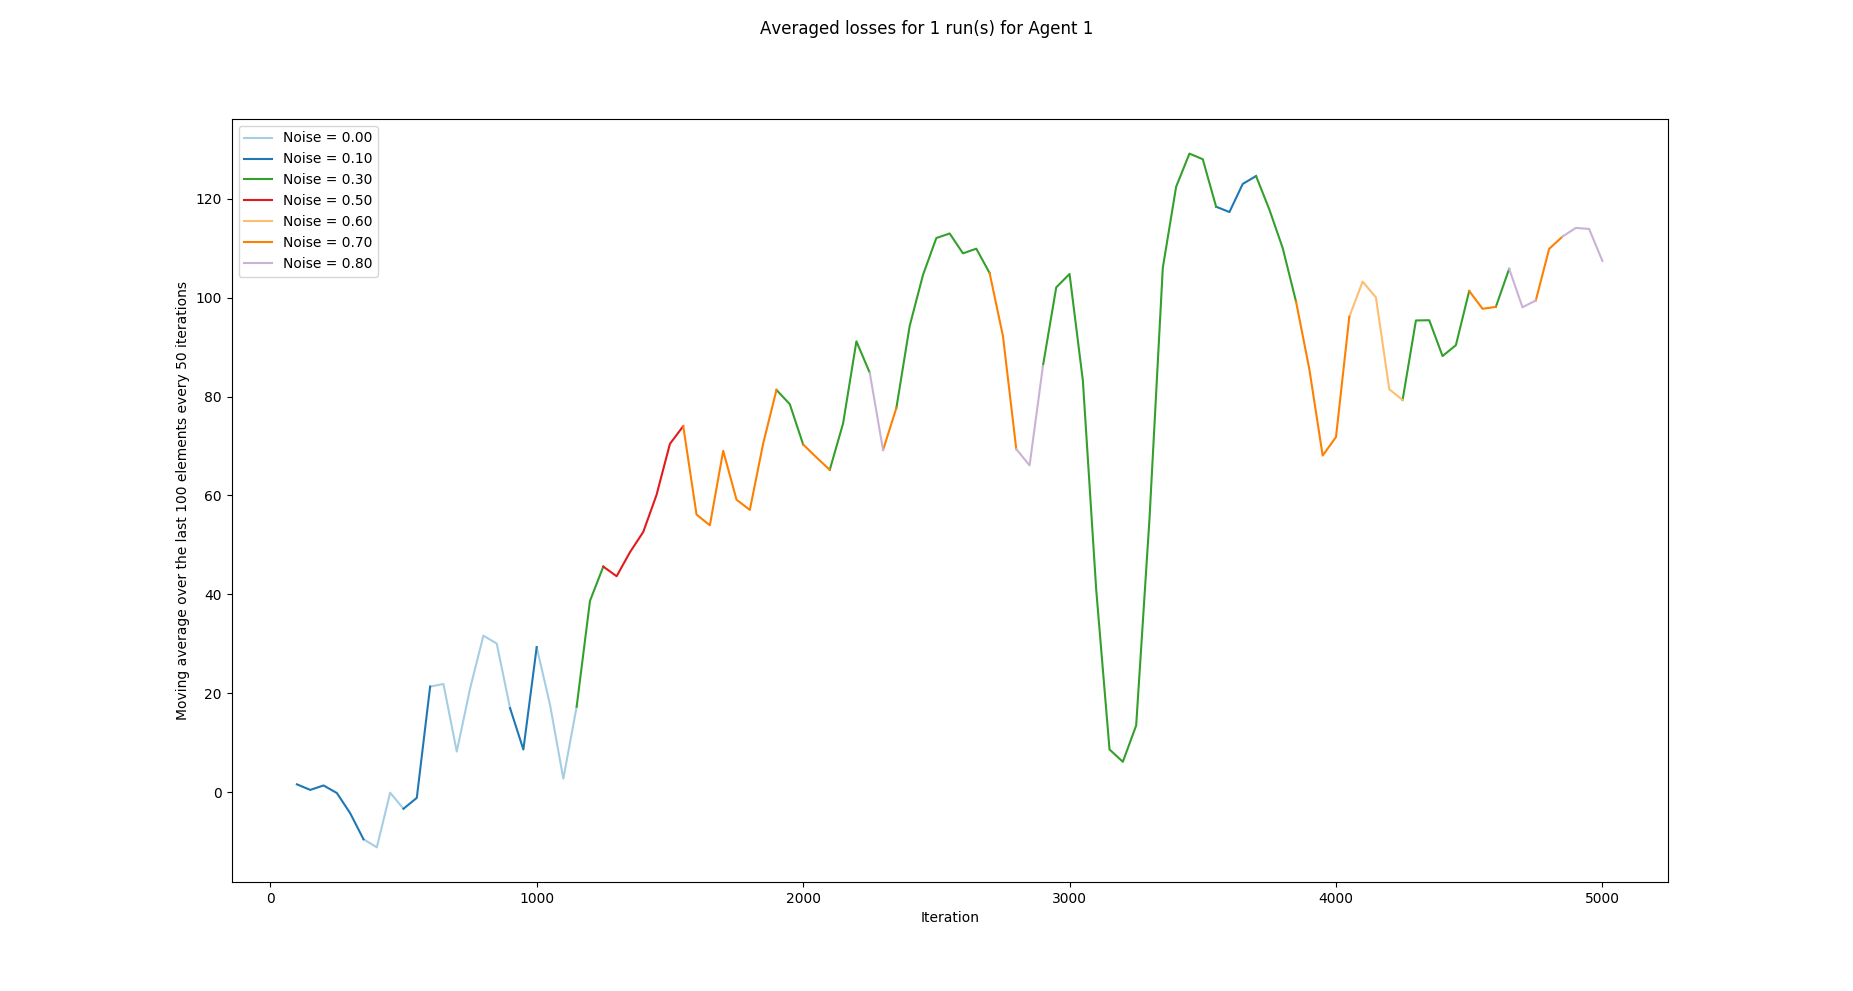 Averaged losses for 1 run(s) for Agent 1
Noise = 0.00
Noise = 0.10
Noise = 0.30
Noise = 0.50
Noise = 0.60
Noise = 0.70
Noise = 0.80
Moving average over the last 100 elements every 50 iterations
120
100
80
60
40
20
0
0 1000 2000 3000 4000 5000
Iteration